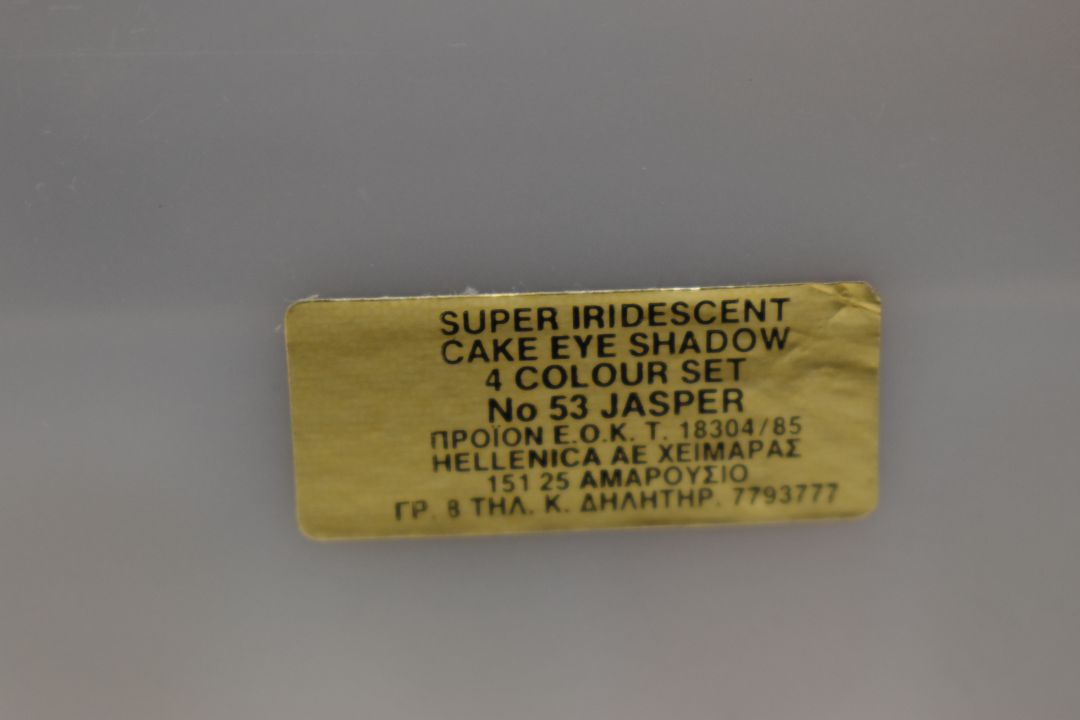 SUPER IRIDESCENT
CAKE EYE SHADOW
4 COLOUR SET
No 53 JASPER
ΠΡΟΪΟΝ Ε.Ο.Κ. Τ. 18304/85
HELLENICA AE ΧΕΙΜΑΡΑΣ
151 25 ΑΜΑΡΟΥΣΙΟ
ΓΡ. 8 ΤΗΛ. Κ. ΔΗΛΗΤΗΡ. 7793777